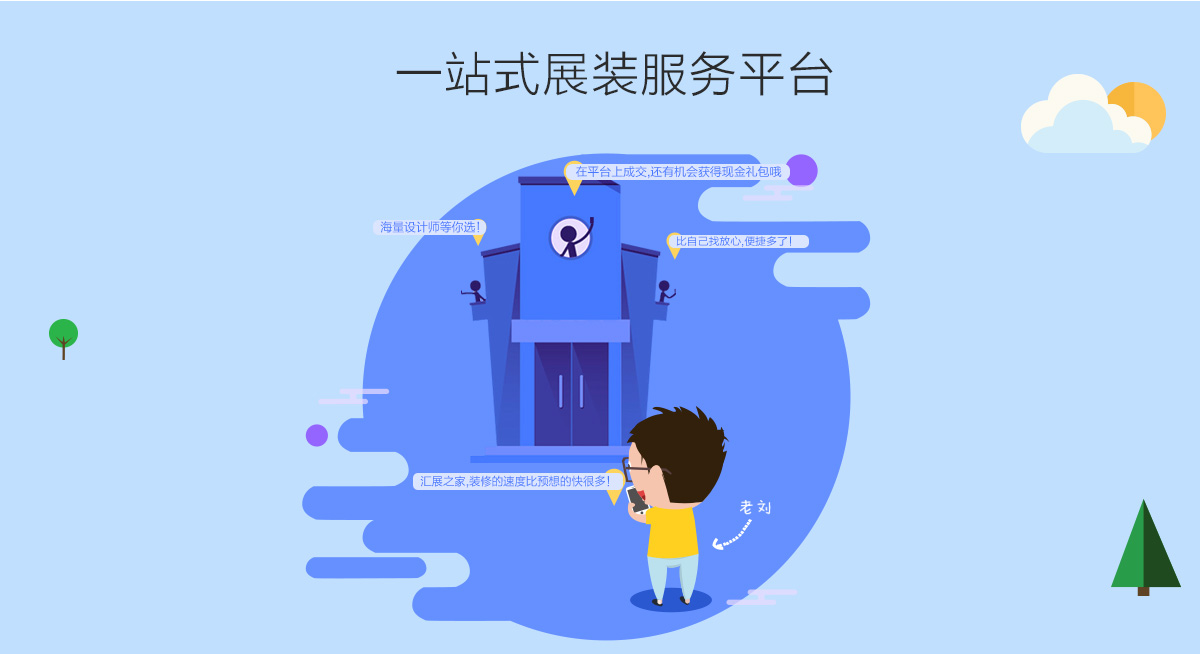 一站式展装服务平台
在平台上成交,还有机会获得现金礼包哦
海量设计师等你选!
比自己找放心,便捷多了!
汇展之家,装修的速度比预想的快很多!
老刘